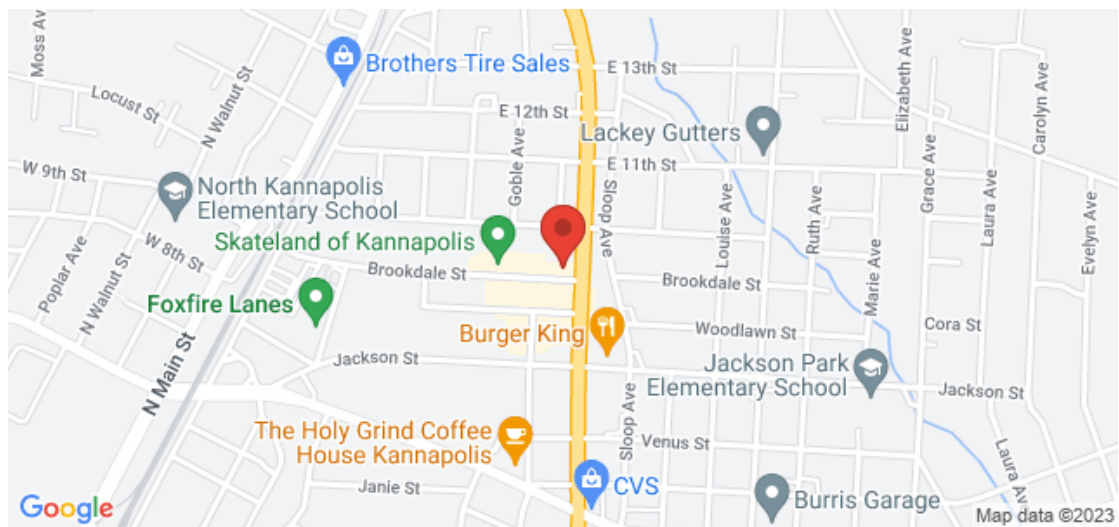 Moss Ave
Brothers Tire Sales
E 13th St
Elizabeth Ave
Carolyn Ave
Locust St
N Walnut St
E 12th St
Lackey Gutters
Goble Ave
E 11th St
W 9th St
North Kannapolis
Elementary School
Sloop Ave
Louise Ave
Ruth Ave
Grace Ave
Laura Ave
Evelyn Ave
Poplar Ave
W 8th St
Skateland of Kannapolis
Marie Ave
Brookdale St
Brookdale St
N Walnut St
Foxfire Lanes
Burger King
Woodlawn St
Cora St
N Main St
Jackson St
Jackson Park
Elementary School
Jackson St
Sloop Ave
The Holy Grind Coffee
House Kannapolis
Venus St
Laura Ave
Janie St
CVS
Burris Garage
Google
Map data ©2023